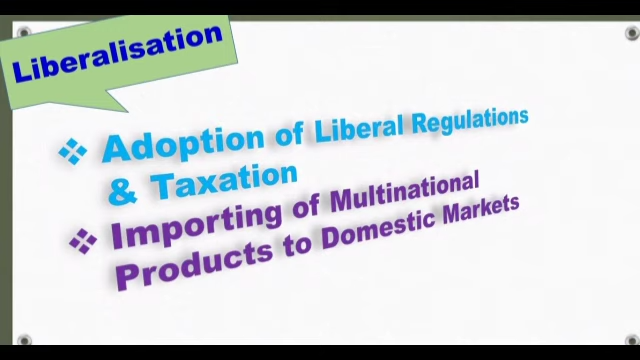 Liberalisation
Adoption of Liberal Regulations
& Taxation
Importing of Multinational
Products to Domestic Markets